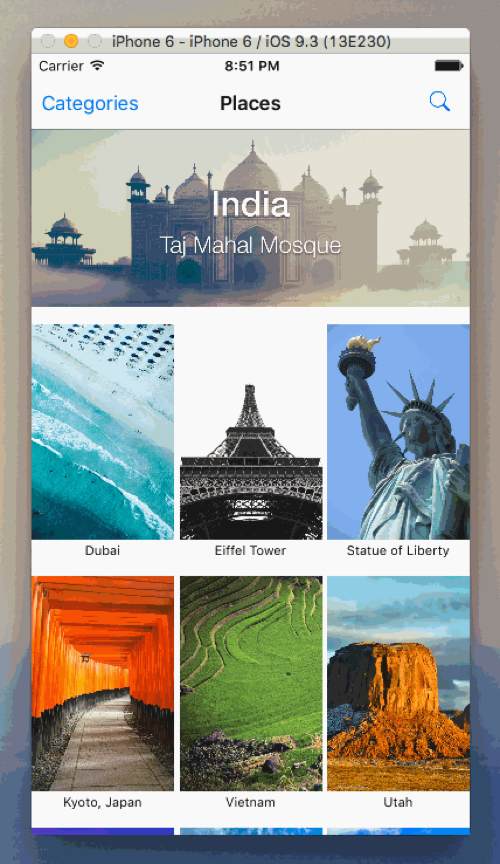 iPhone 6 - iPhone 6 / iOS 9.3 (13E230)
Carrier 8:51 PM
Categories Places
India
Taj Mahal Mosque
Dubai Eiffel Tower Statue of Liberty
Kyoto, Japan Vietnam Utah